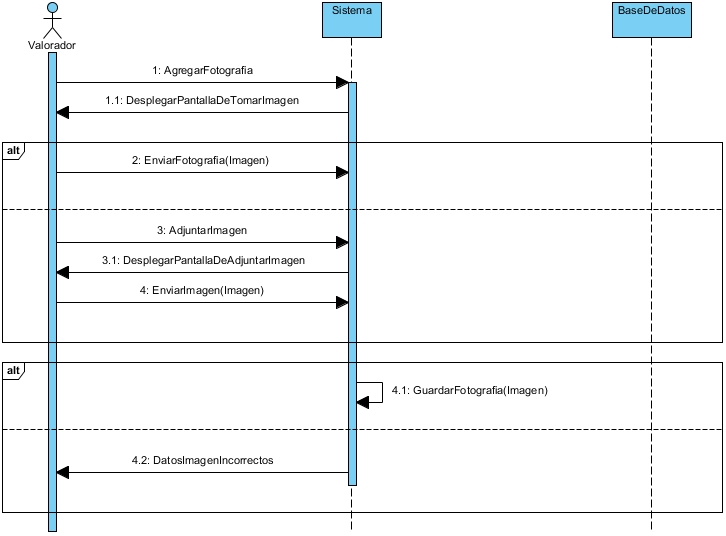 Sistema
BaseDeDatos
Valorador
1: AgregarFotografia
1.1: DesplegarPantallaDeTomarImagen
alt
2: EnviarFotografia(Imagen)
3: AdjuntarImagen
3.1: DesplegarPantallaDeAdjuntarImagen
4: EnviarImagen(Imagen)
alt
4.1: GuardarFotografia(Imagen)
4.2: DatosImagenIncorrectos